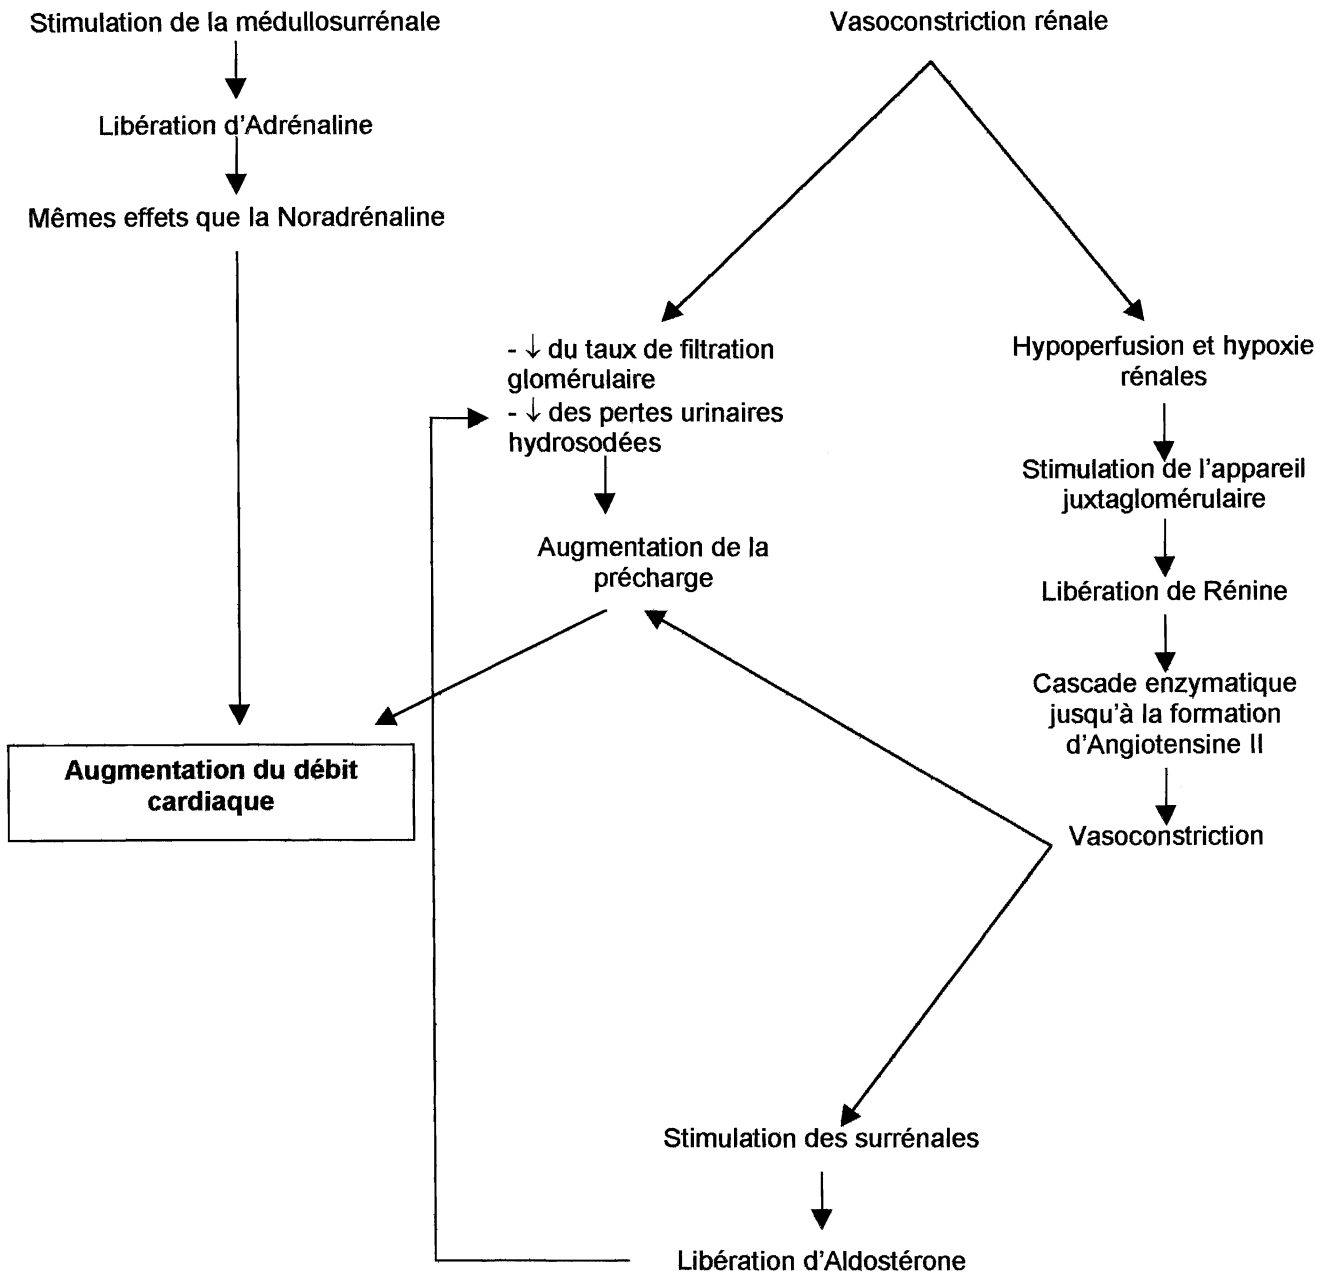 Stimulation de la médullosurrénale
Libération d'Adrénaline
Mêmes effets que la Noradrénaline
Augmentation du débit
cardiaque
Vasoconstriction rénale
- ↓ du taux de filtration
glomérulaire
- ↓ des pertes urinaires
hydrosodées
Augmentation de la
précharge
Hypoperfusion et hypoxie
rénales
Stimulation de l'appareil
juxtaglomérulaire
Libération de Rénine
Cascade enzymatique
jusqu'à la formation
d'Angiotensine II
Vasoconstriction
Stimulation des surrénales
Libération d'Aldostérone